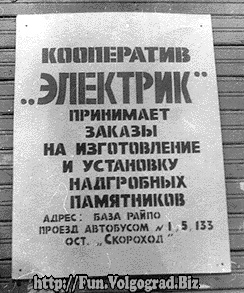 КООПЕРАТИВ
„ЭЛЕКТРИК"
ПРИНИМАЕТ
ЗАКАЗЫ
НА ИЗГОТОВЛЕНИЕ
И УСТАНОВКУ
НАДГРОБНЫХ
ПАМЯТНИКОВ
АДРЕС: БАЗА РАЙПО
ПРОЕЗД АВТОБУСОМ N 1, 5, 133
ОСТ. „СКОРОХОД"
http://Fun.Volgograd.Biz